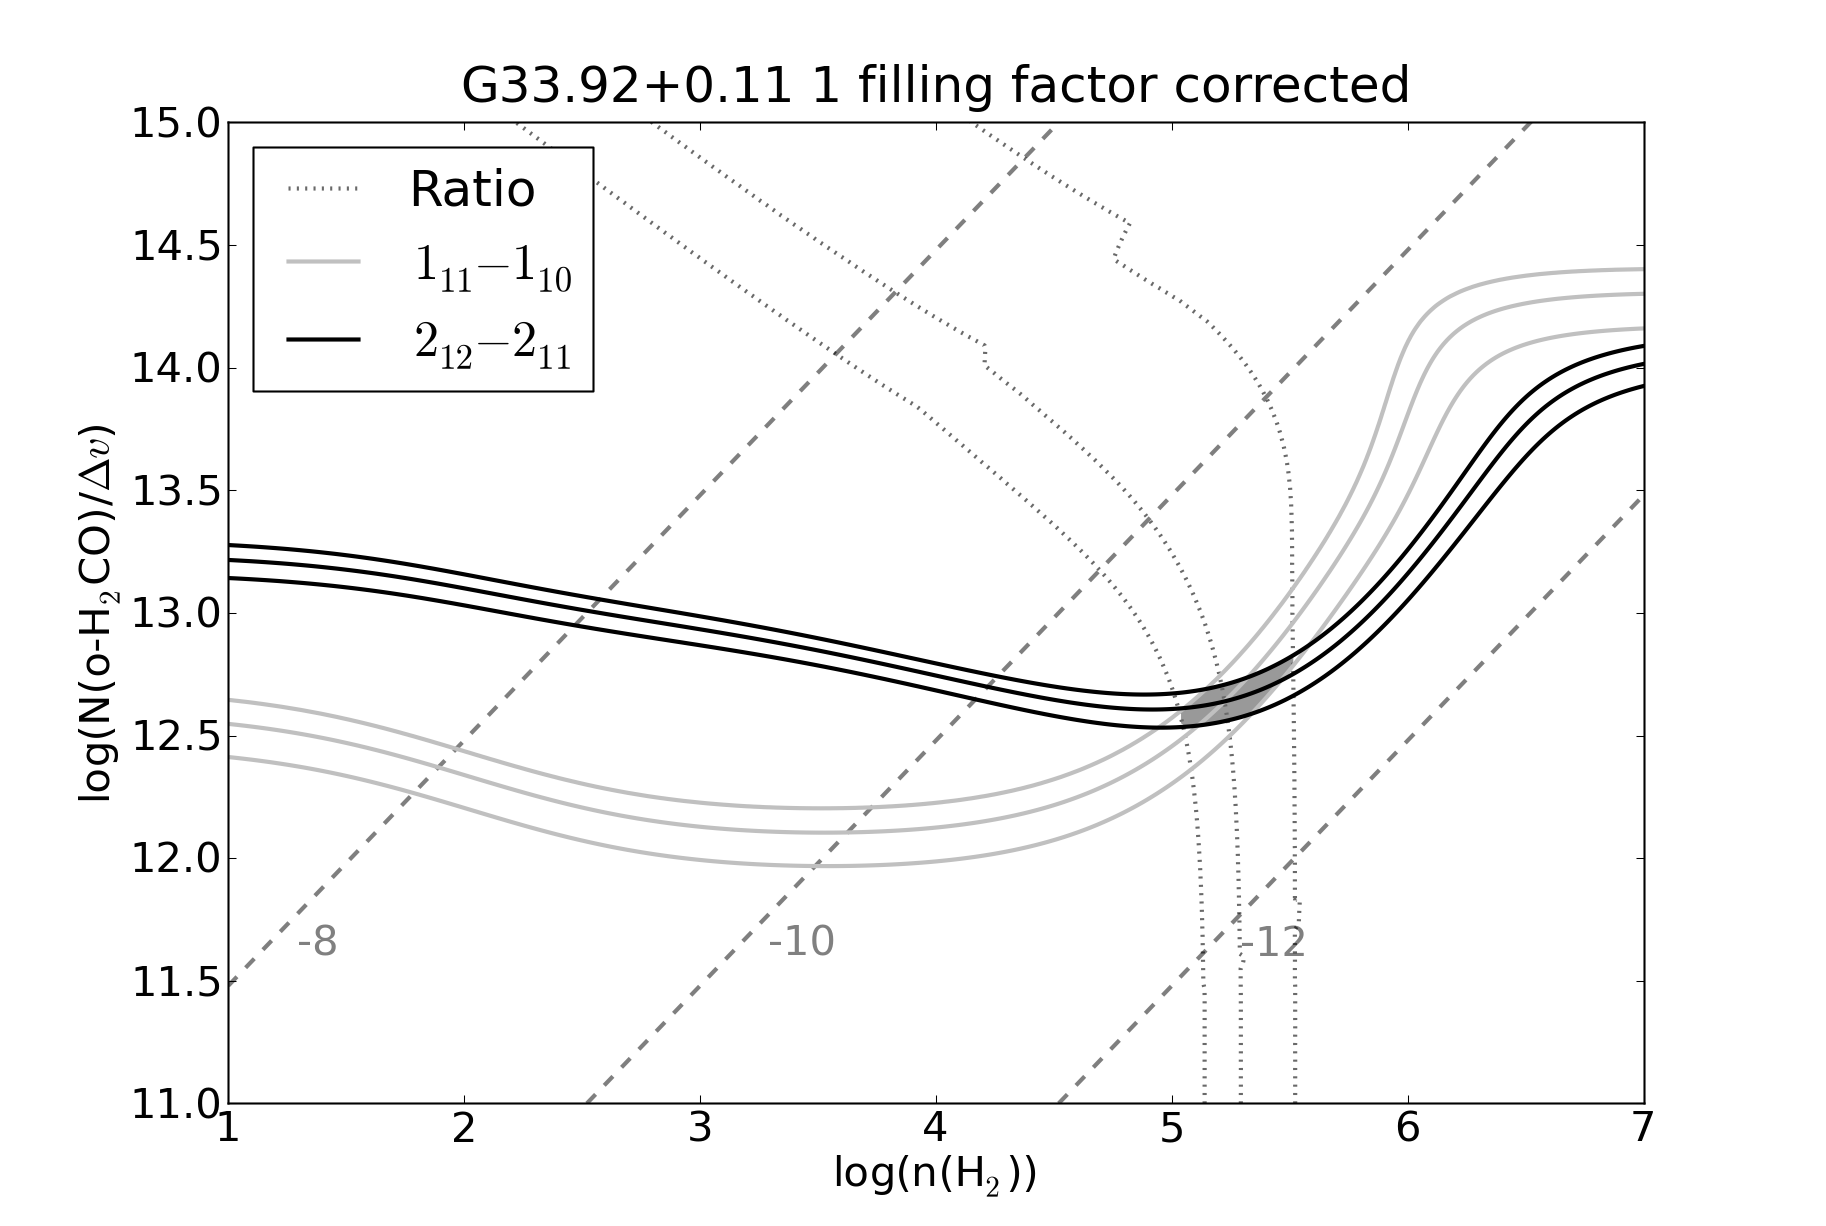 G33.92+0.11 1 filling factor corrected
15.0
14.5
14.0
13.5
13.0
12.5
12.0
11.5
11.0
log(N(o-H₂CO)/Δv)
Ratio
1₁₁−1₁₀
2₁₂−2₁₁
-8
-10
-12
1 2 3 4 5 6 7
log(n(H₂))